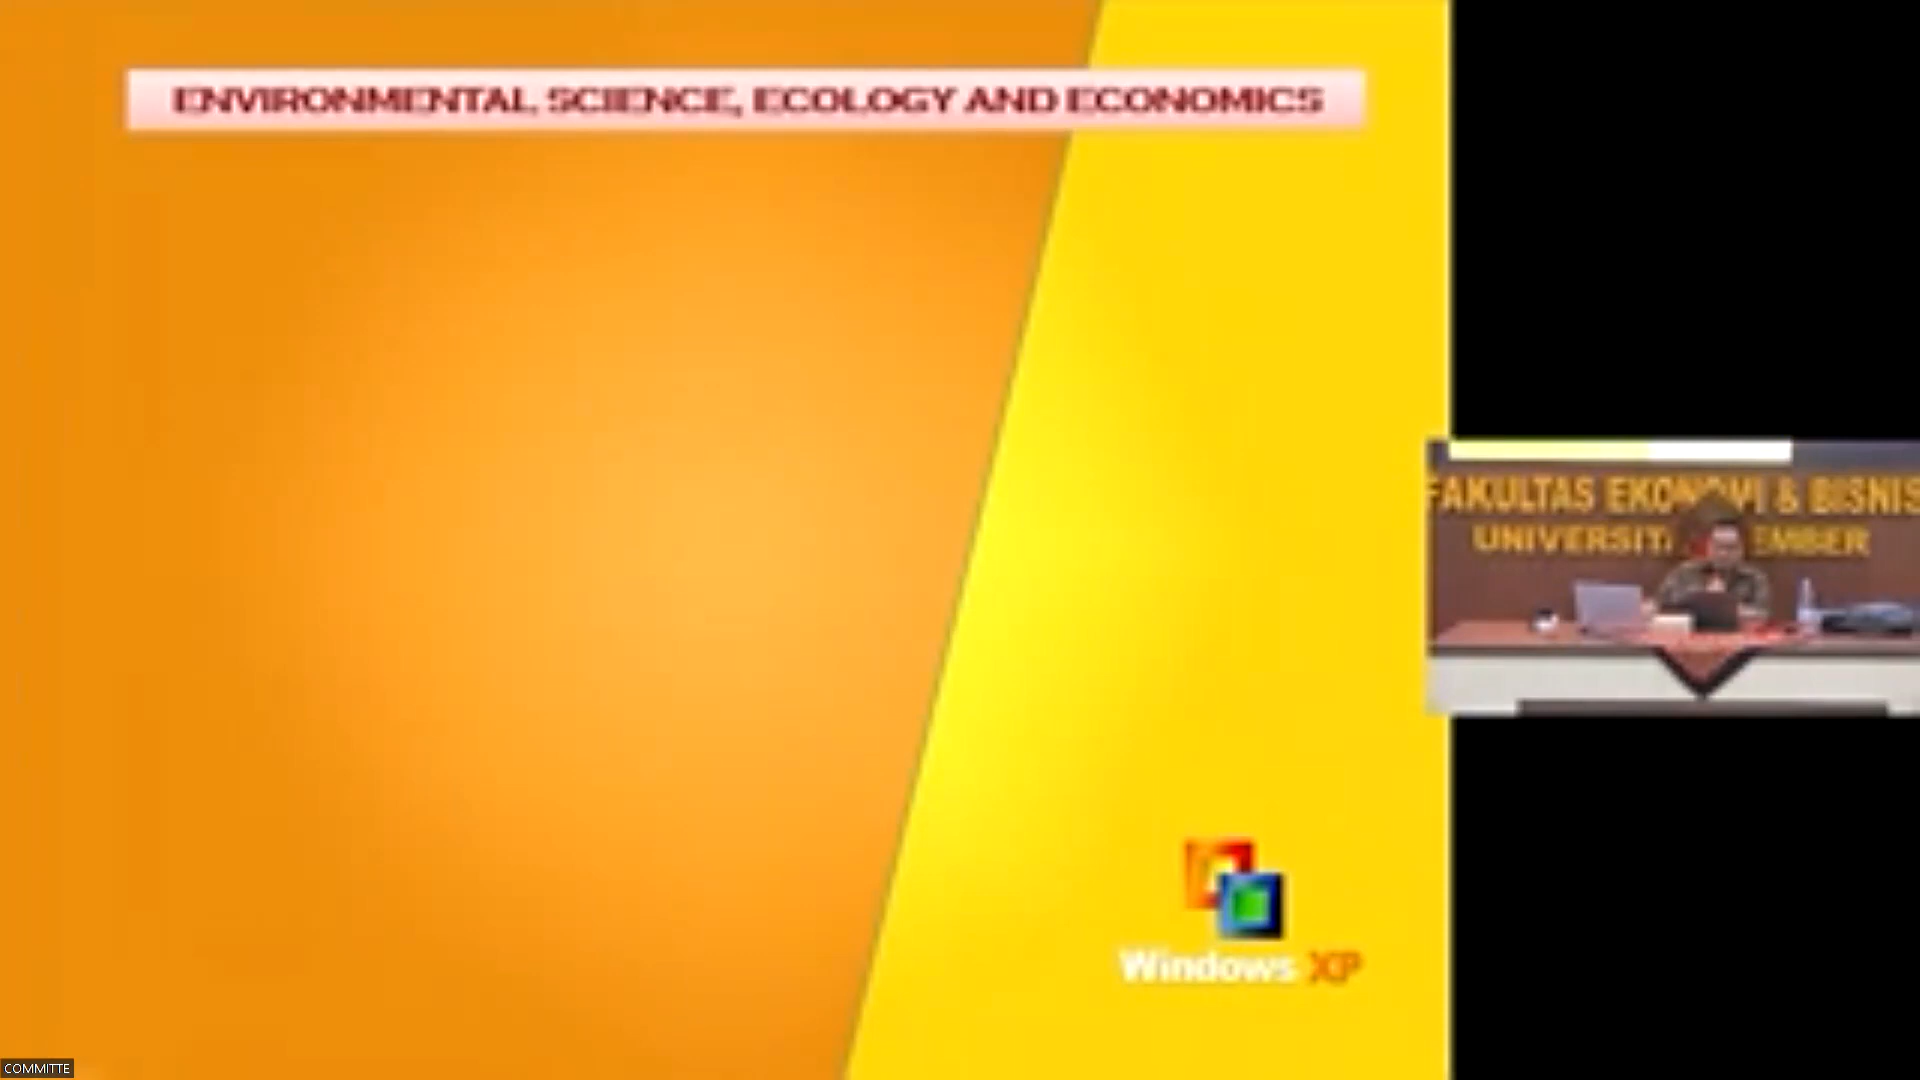 ENVIRONMENTAL SCIENCE, ECOLOGY AND ECONOMICS
FAKULTAS EKONOMI & BISNIS
UNIVERSITAS JEMBER
Windows XP
COMMITTE